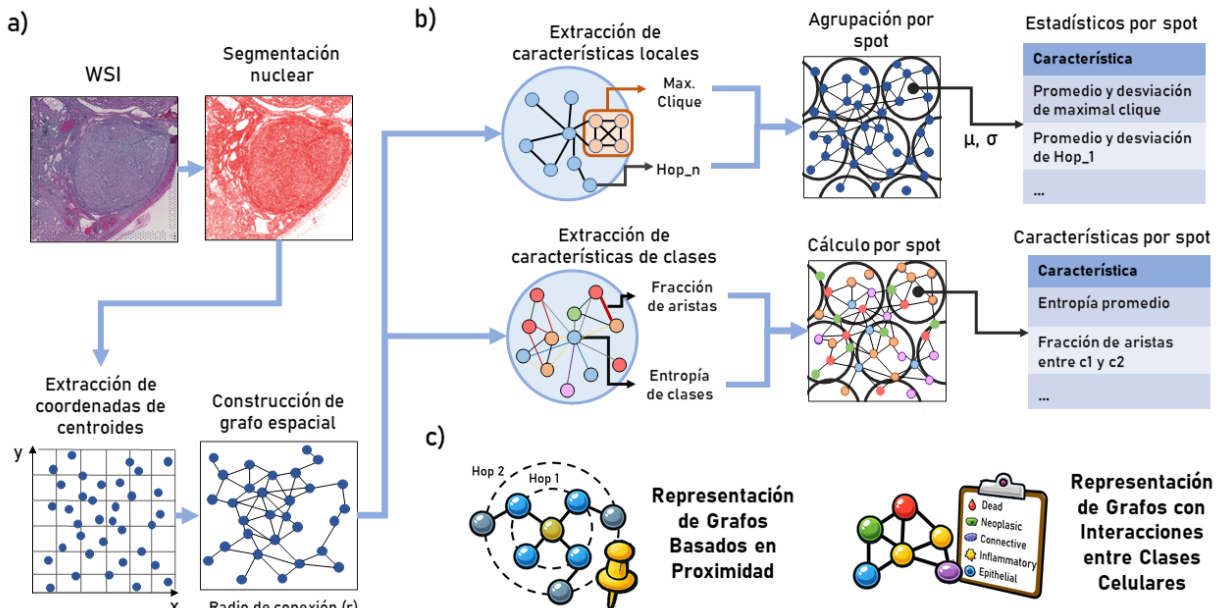 a)
WSI
Segmentación
nuclear
Extracción de
coordenadas de
centroides
y
x
Construcción de
grafo espacial
Radio de conexión (r)
b)
Extracción de
características locales
Max.
Clique
Hop_n
Agrupación por
spot
μ, σ
Estadísticos por spot
Característica
Promedio y desviación
de maximal clique
Promedio y desviación
de Hop_1
...
Extracción de
características de clases
Fracción
de aristas
Entropía
de clases
Cálculo por spot
Características por spot
Característica
Entropía promedio
Fracción de aristas
entre c1 y c2
...
c)
Hop 2
Hop 1
Representación
de Grafos
Basados en
Proximidad
Dead
Neoplasic
Connective
Inflammatory
Epithelial
Representación
de Grafos con
Interacciones
entre Clases
Celulares